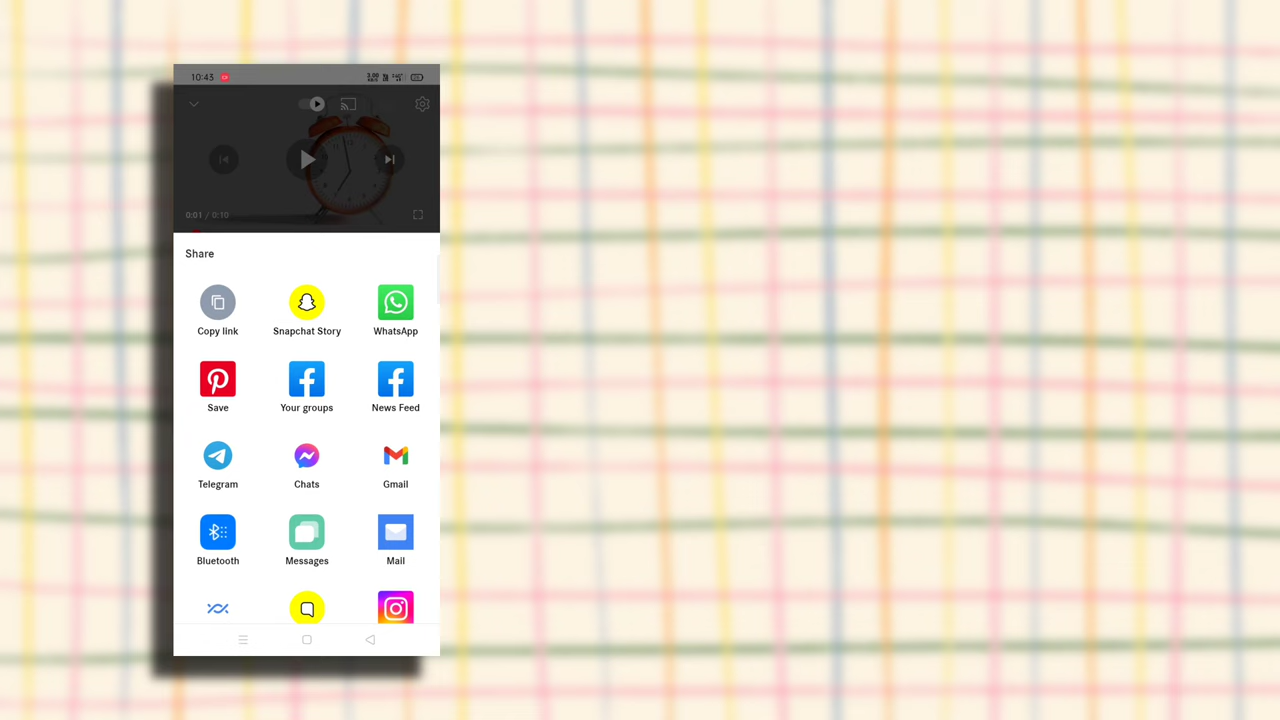 10:43
0:01 / 0:10
Share
Copy link
Snapchat Story
WhatsApp
Save
Your groups
News Feed
Telegram
Chats
Gmail
Bluetooth
Messages
Mail